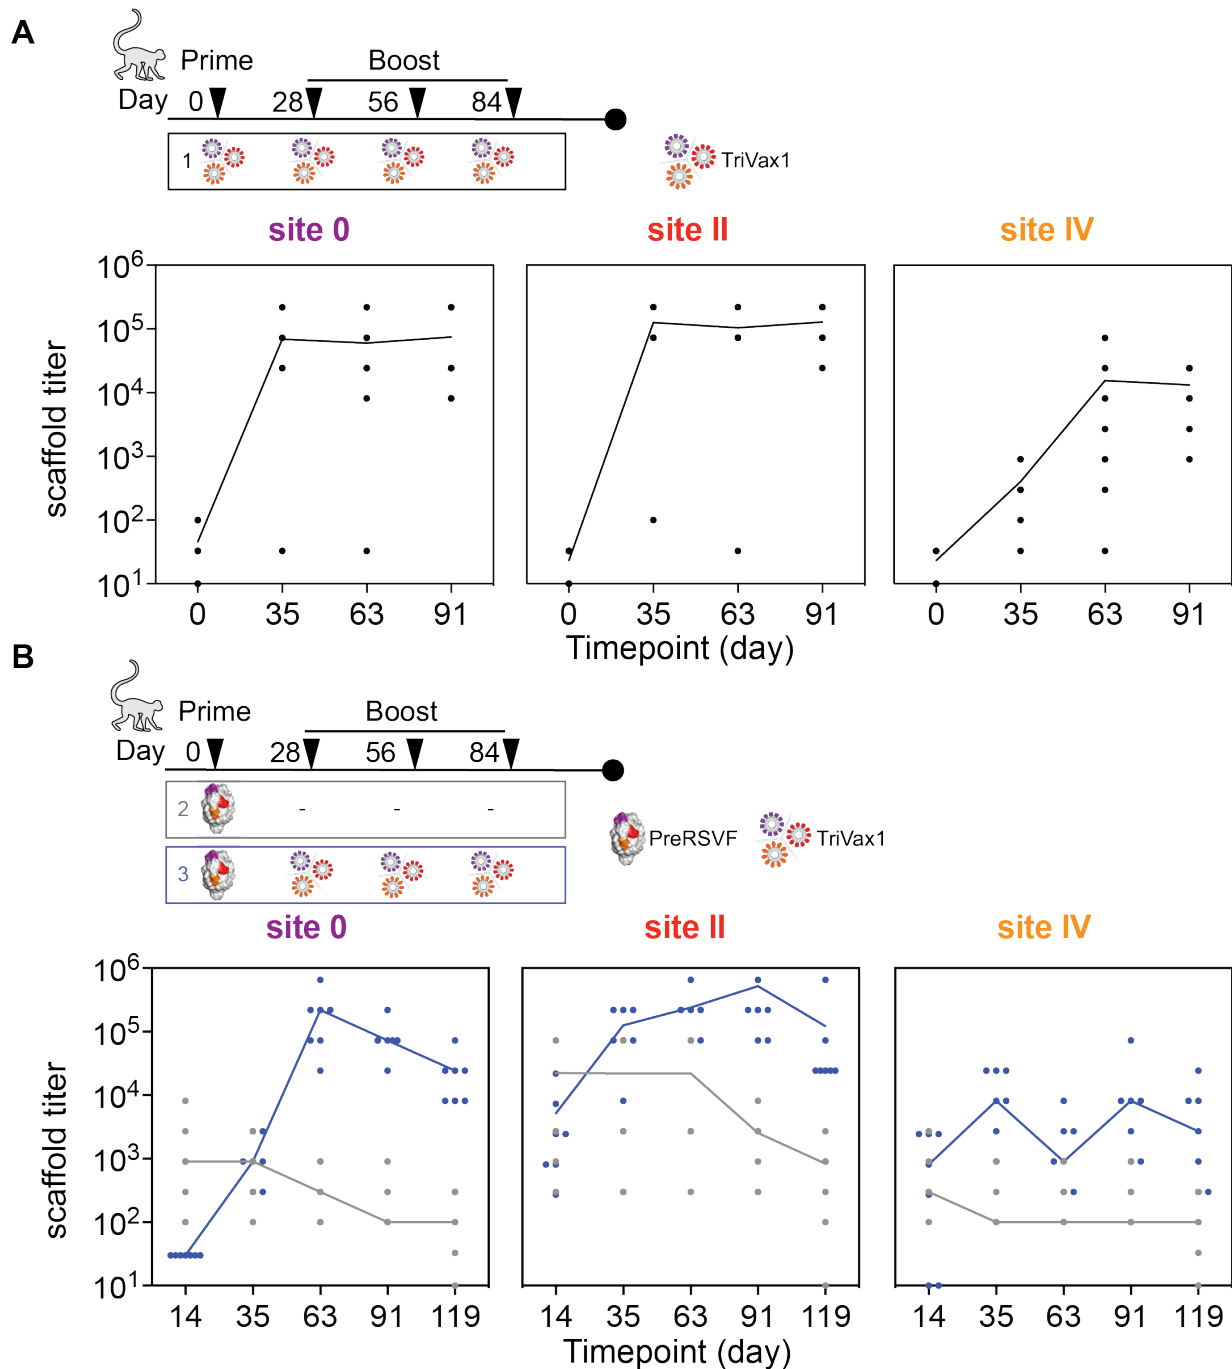 A
Prime Boost
Day 0 28 56 84
1
TriVax1
site 0 site II site IV
scaffold titer
10^6
10^5
10^4
10^3
10^2
10^1
0 35 63 91 0 35 63 91 0 35 63 91
Timepoint (day)
B
Prime Boost
Day 0 28 56 84
2 - - -
PreRSVF TriVax1
3
site 0 site II site IV
scaffold titer
10^6
10^5
10^4
10^3
10^2
10^1
14 35 63 91 119 14 35 63 91 119 14 35 63 91 119
Timepoint (day)